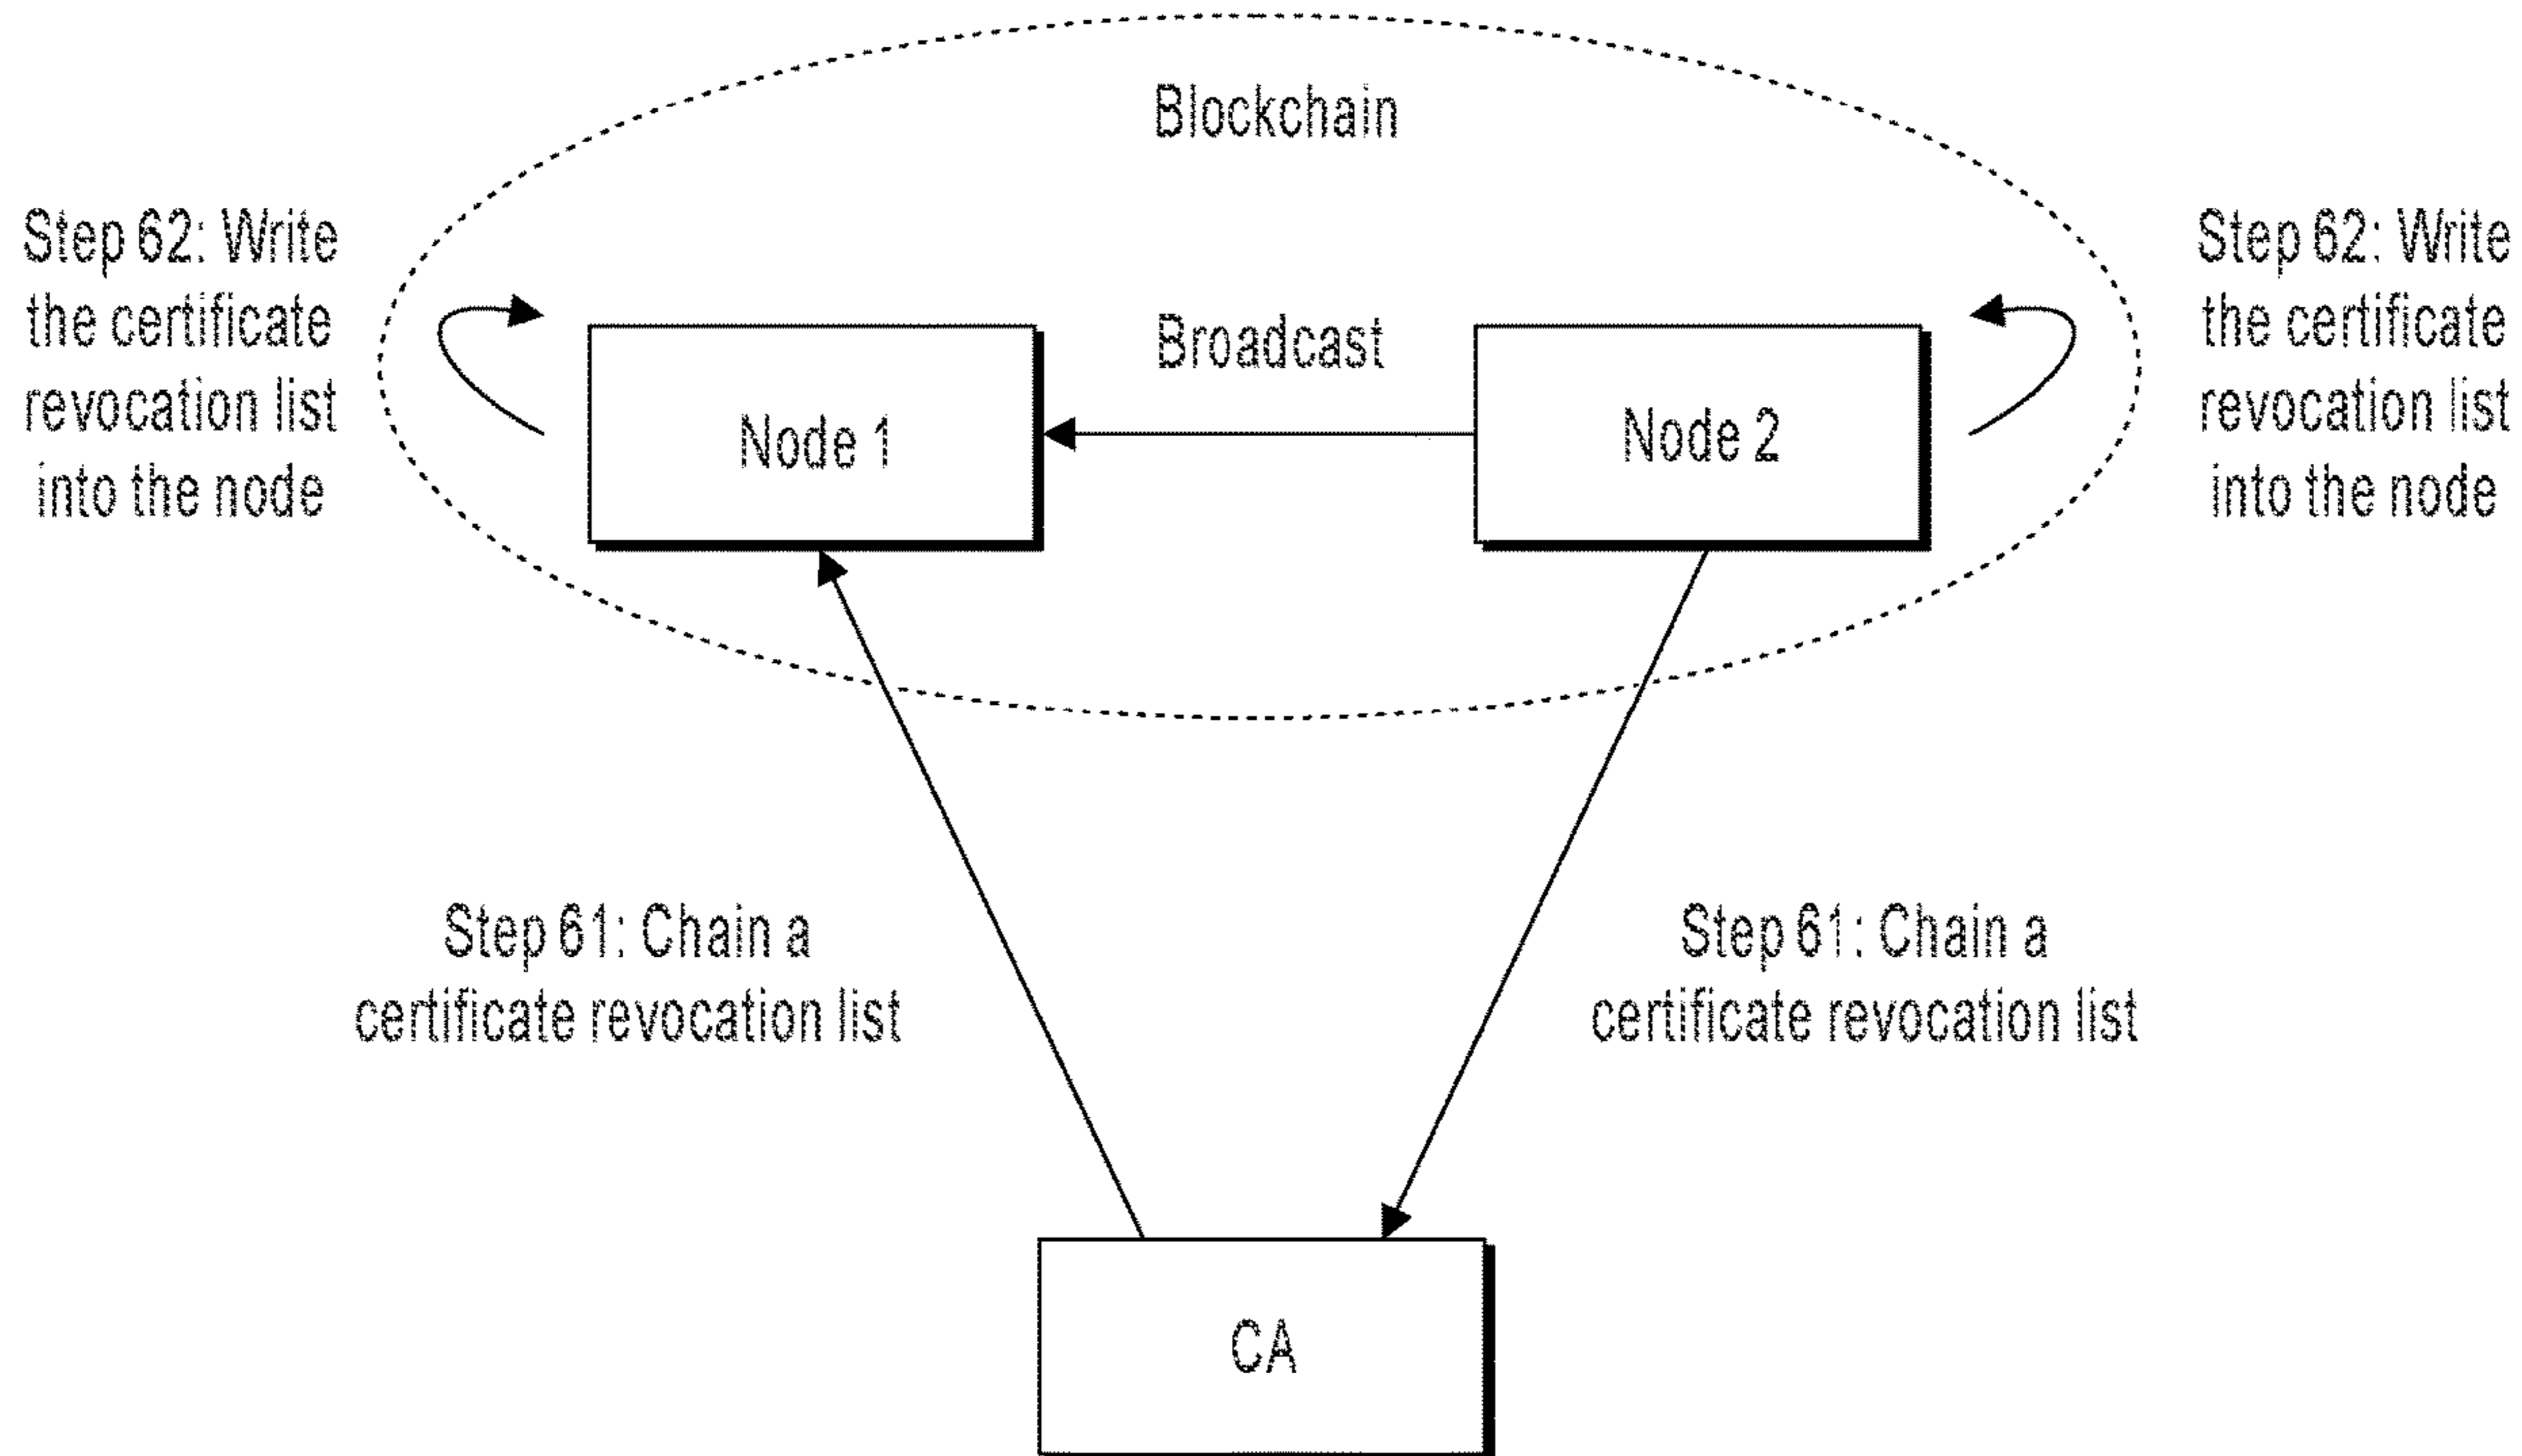 Blockchain
Step 62: Write
the certificate
revocation list
into the node
Broadcast
Step 62: Write
the certificate
revocation list
into the node
Node 1
Node 2
Step 61: Chain a
certificate revocation list
Step 61: Chain a
certificate revocation list
CA